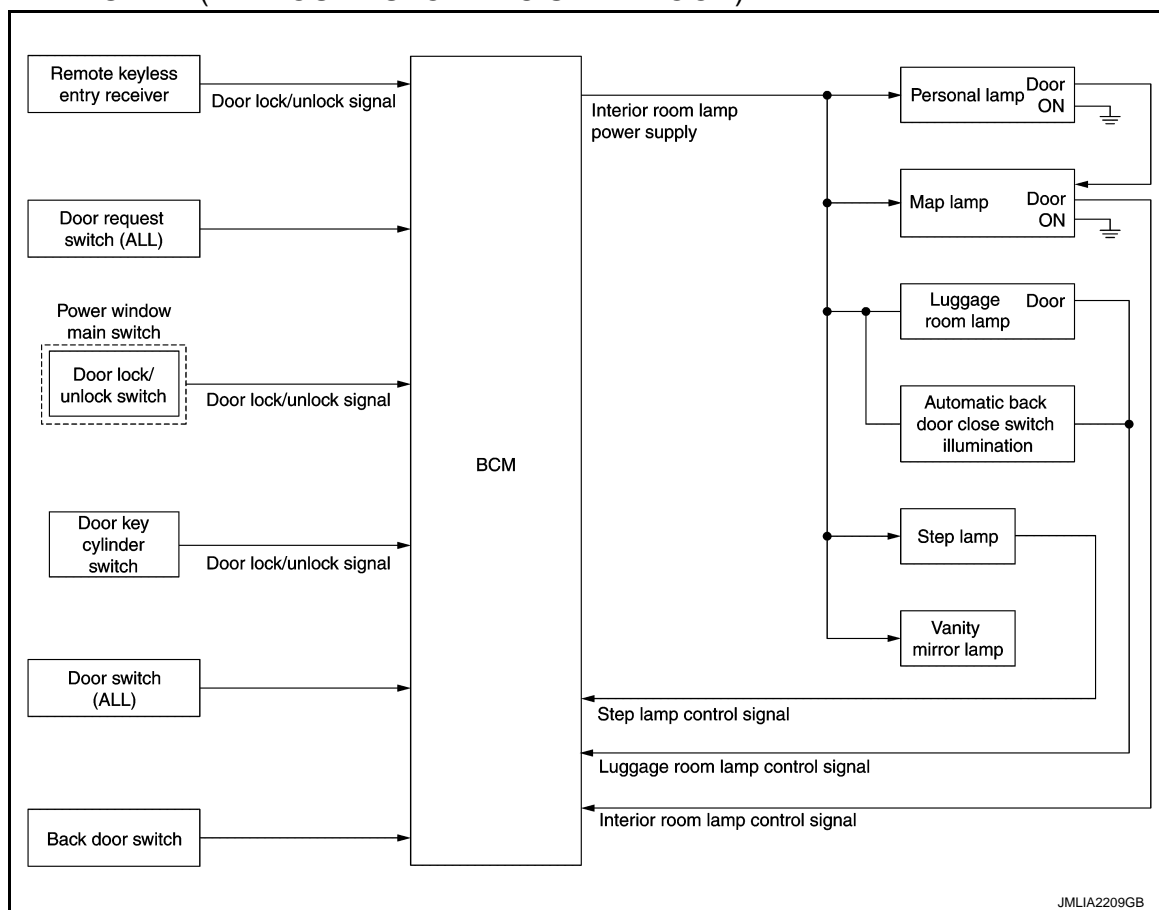 Remote keyless
entry receiver
Door lock/unlock signal
Door request
switch (ALL)
Power window
main switch
Door lock/
unlock switch
Door lock/unlock signal
Door key
cylinder
switch
Door lock/unlock signal
Door switch
(ALL)
Back door switch
BCM
Interior room lamp
power supply
Personal lamp
Door
ON
Map lamp
Door
ON
Luggage
room lamp
Door
Automatic back
door close switch
illumination
Step lamp
Vanity
mirror lamp
Step lamp control signal
Luggage room lamp control signal
Interior room lamp control signal
JMLIA2209GB